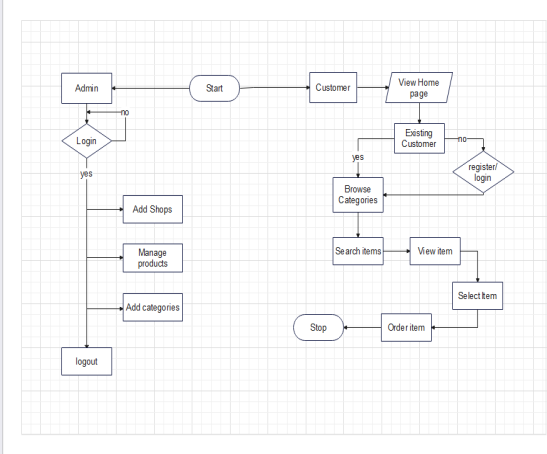 Admin
Start
Customer
View Home
page
no
Login
Existing
Customer
no
yes
register/
login
yes
Browse
Categories
Add Shops
Manage
products
Search items
View item
Add categories
Select Item
Stop
Order item
logout